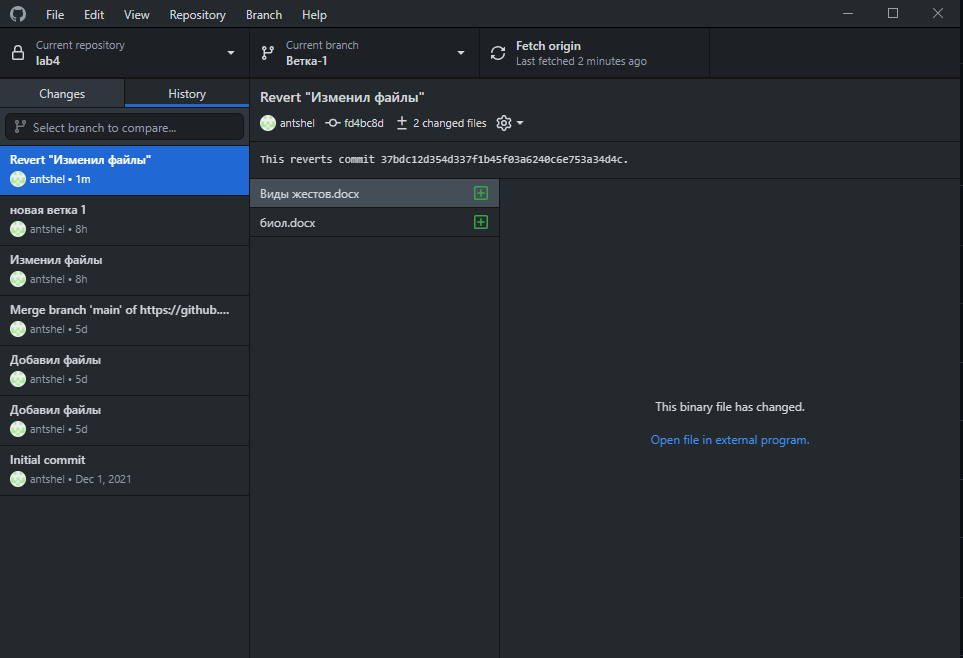 File Edit View Repository Branch Help
Current repository
lab4
Current branch
Ветка-1
Fetch origin
Last fetched 2 minutes ago
Changes
History
Select branch to compare...
Revert "Изменил файлы"
antshel • 1m
новая ветка 1
antshel • 8h
Изменил файлы
antshel • 8h
Merge branch 'main' of https://github....
antshel • 5d
Добавил файлы
antshel • 5d
Добавил файлы
antshel • 5d
Initial commit
antshel • Dec 1, 2021
Revert "Изменил файлы"
antshel fd4bc8d 2 changed files
This reverts commit 37bdc12d354d337f1b45f03a6240c6e753a34d4c.
Виды жестов.docx
биол.docx
This binary file has changed.
Open file in external program.